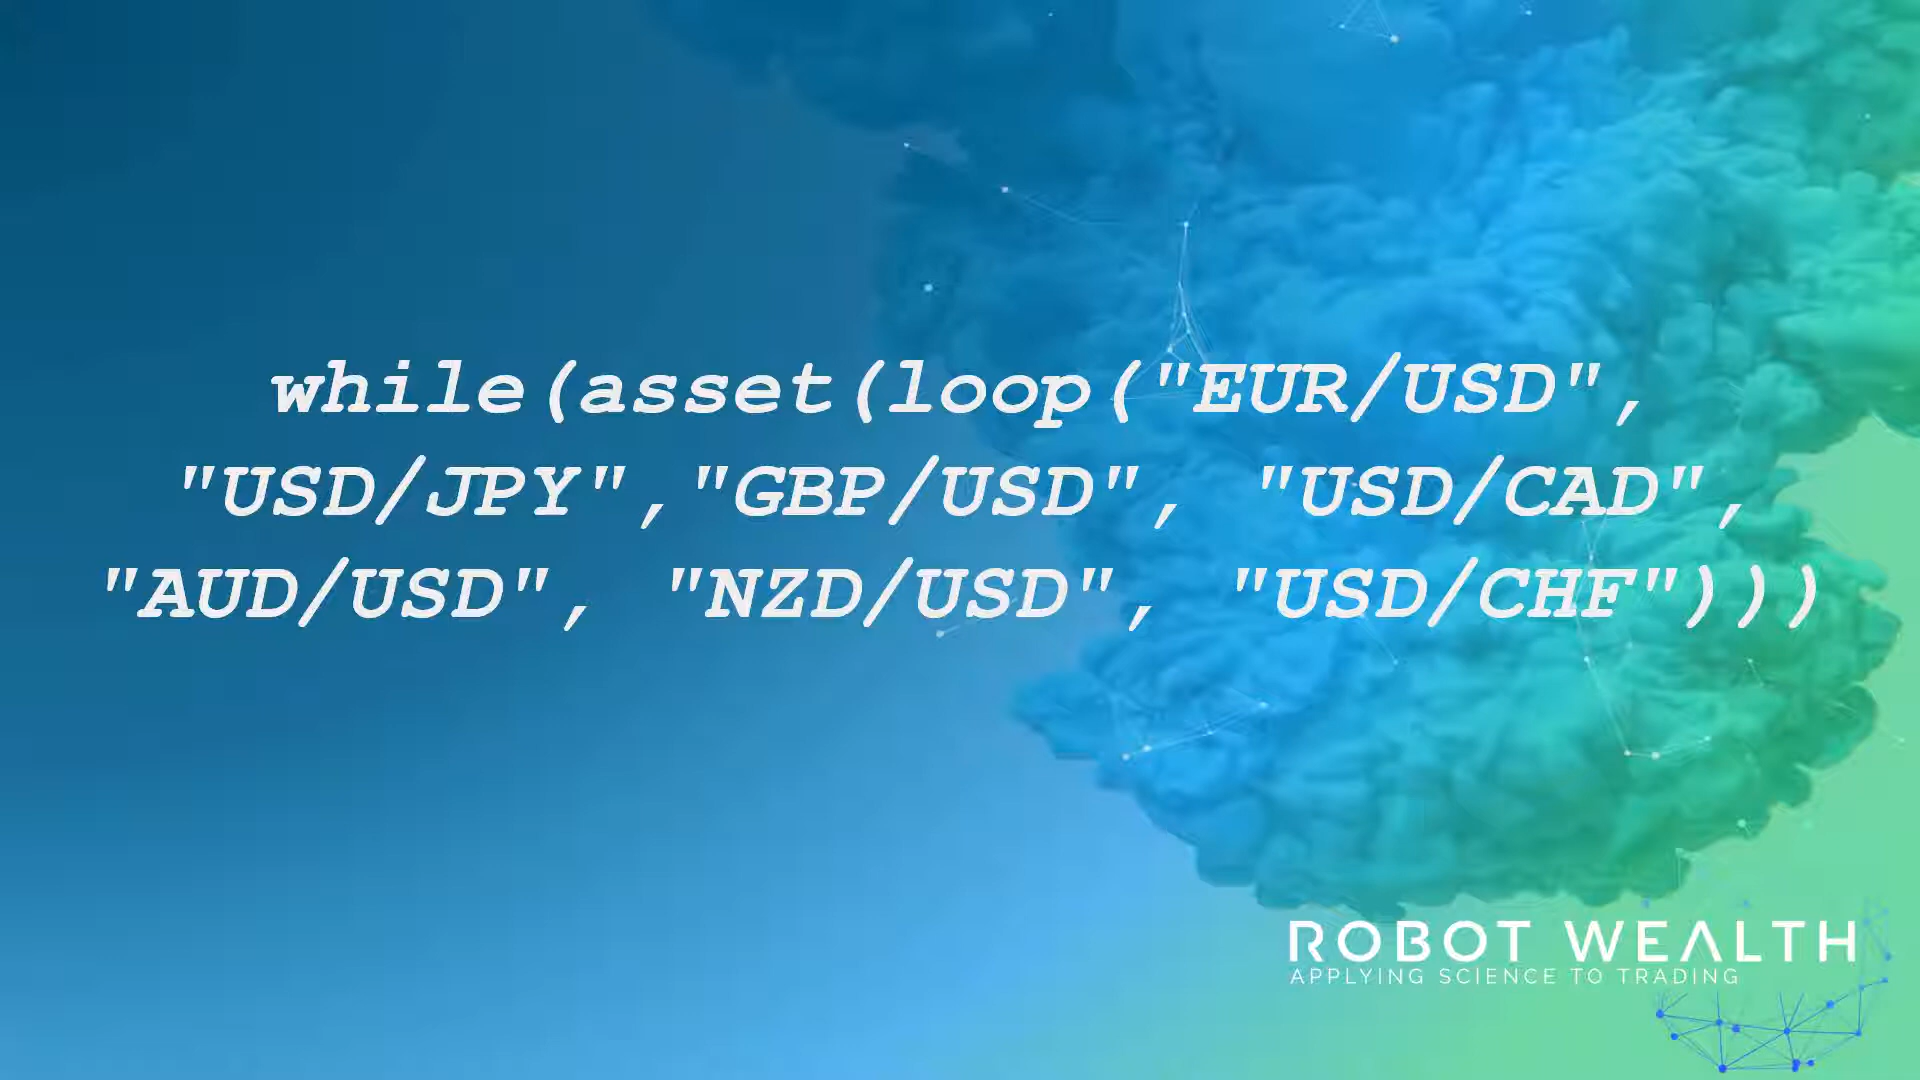 while(asset(loop("EUR/USD",
"USD/JPY","GBP/USD", "USD/CAD",
"AUD/USD", "NZD/USD", "USD/CHF")))
ROBOT WEALTH
APPLYING SCIENCE TO TRADING